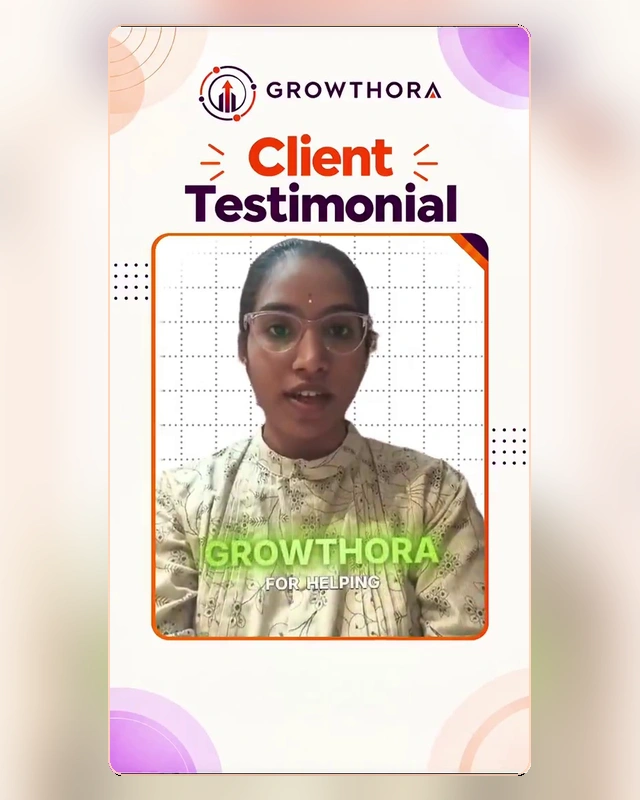 GROWTHORA
Client
Testimonial
GROWTHORA
FOR HELPING